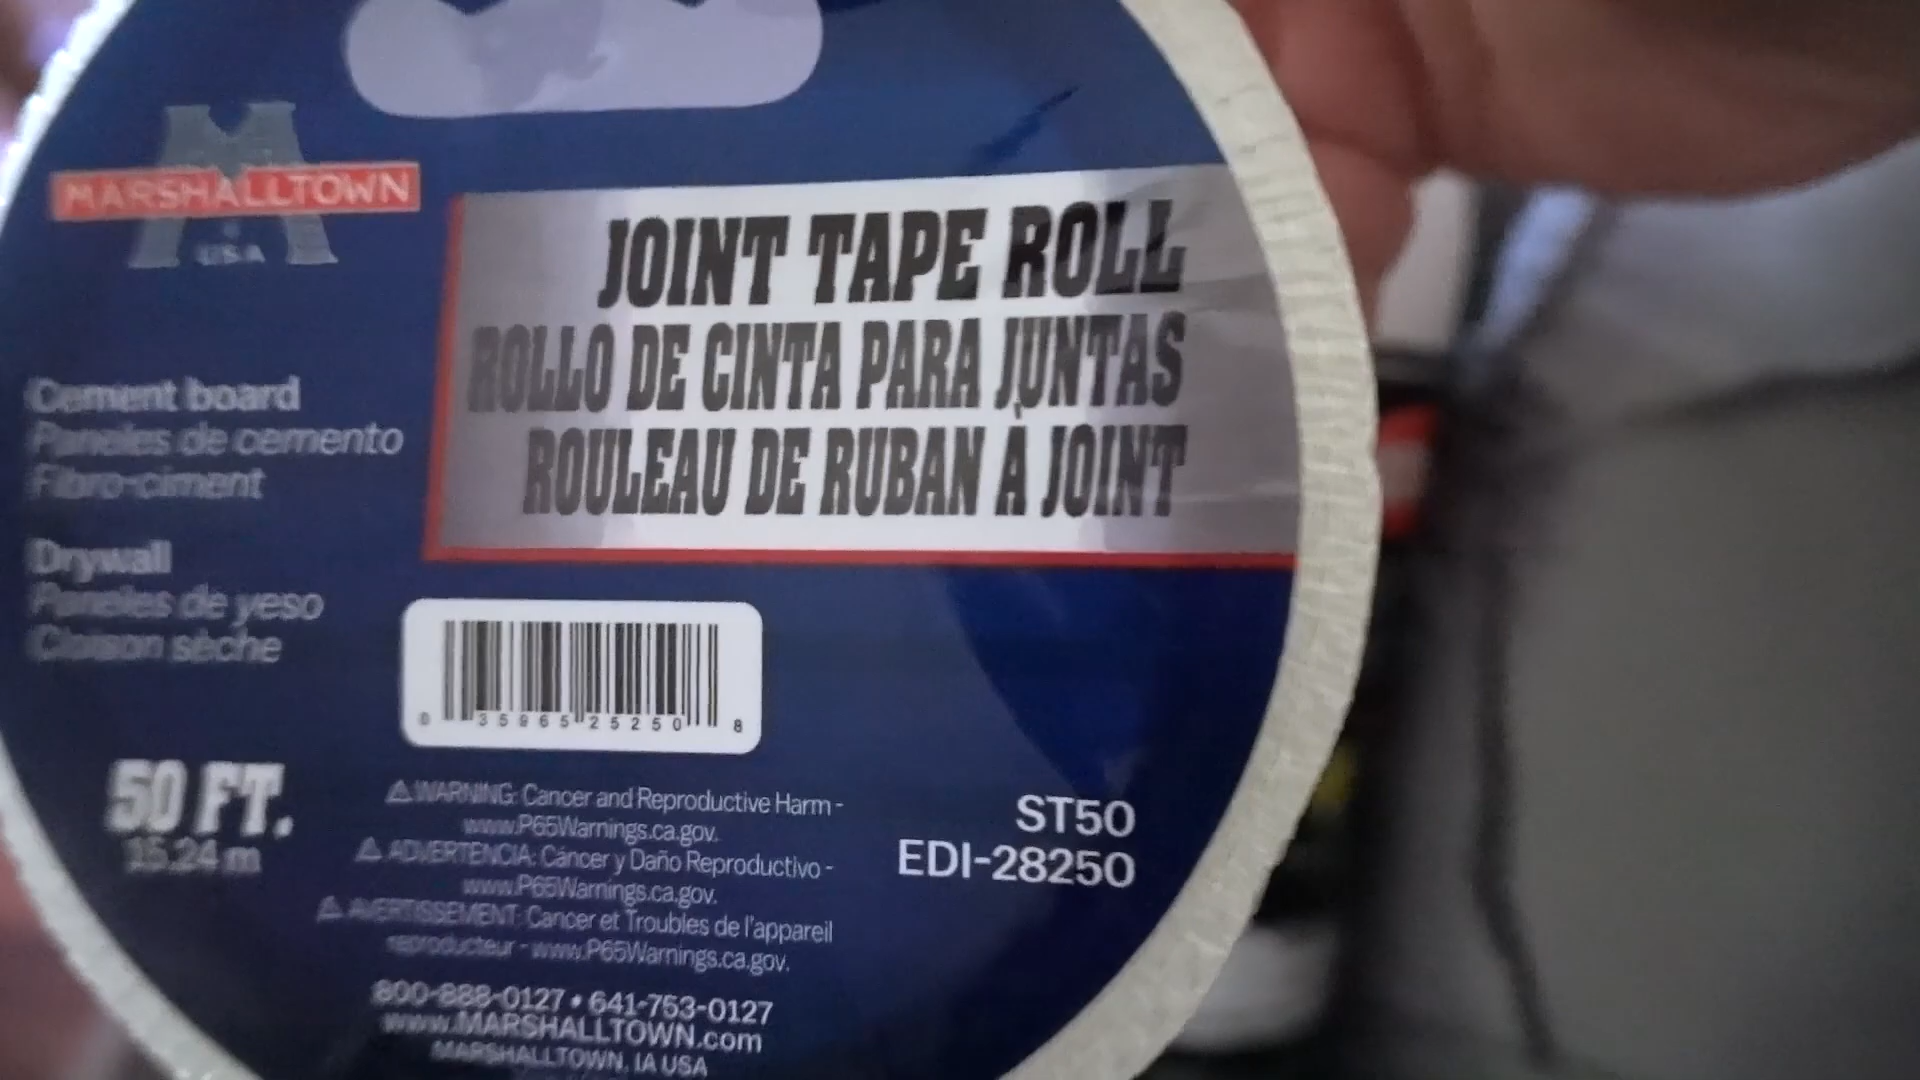 MARSHALLTOWN
USA
JOINT TAPE ROLL
ROLLO DE CINTA PARA JUNTAS
ROULEAU DE RUBAN À JOINT
Cement board
Paneles de cemento
Fibro-ciment
Drywall
Paneles de yeso
Cloison sèche
0 35965 25250 8
50 FT.
15.24 m
⚠ WARNING: Cancer and Reproductive Harm -
www.P65Warnings.ca.gov.
⚠ ADVERTENCIA: Cáncer y Daño Reproductivo -
www.P65Warnings.ca.gov.
⚠ AVERTISSEMENT: Cancer et Troubles de l'appareil
reproducteur - www.P65Warnings.ca.gov.
ST50
EDI-28250
800-888-0127 • 641-753-0127
www.MARSHALLTOWN.com
MARSHALLTOWN, IA USA